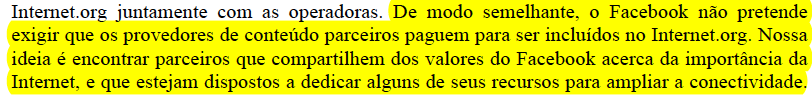 Internet.org juntamente com as operadoras. De modo semelhante, o Facebook não pretende
exigir que os provedores de conteúdo parceiros paguem para ser incluídos no Internet.org. Nossa
ideia é encontrar parceiros que compartilhem dos valores do Facebook acerca da importância da
Internet, e que estejam dispostos a dedicar alguns de seus recursos para ampliar a conectividade.